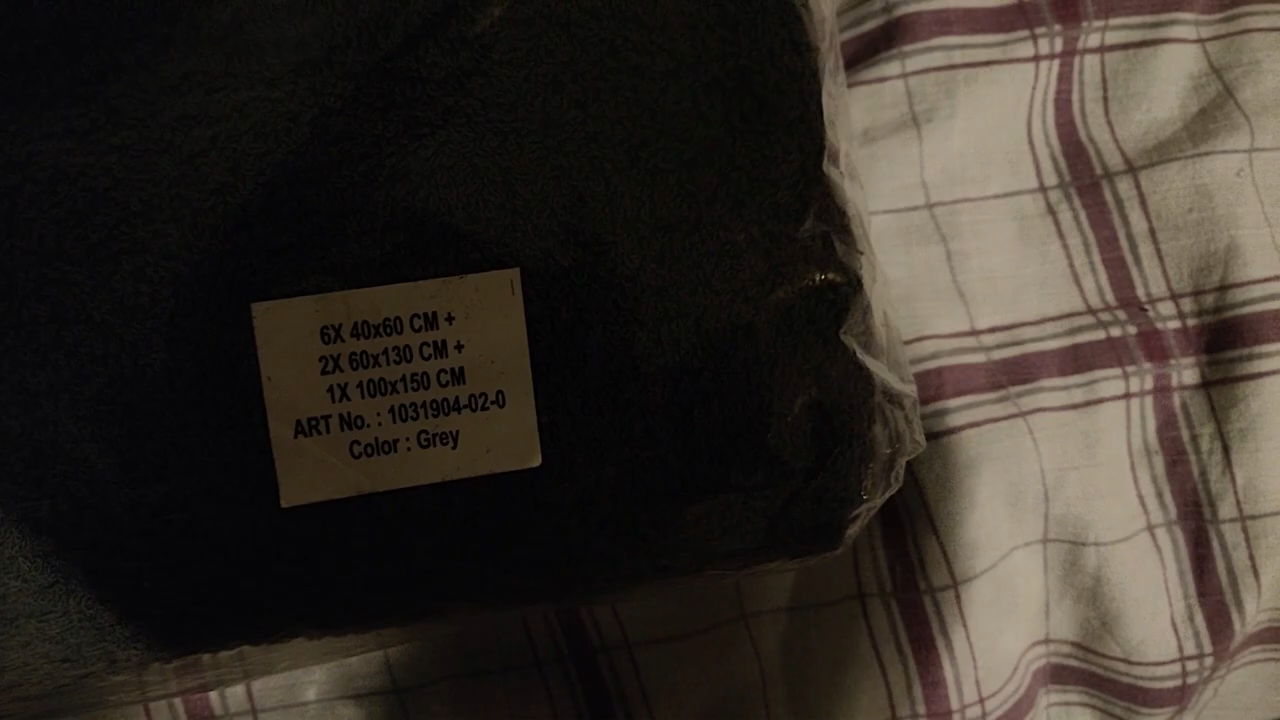 6X 40x60 CM +
2X 60x130 CM +
1X 100x150 CM
ART No. : 1031904-02-0
Color : Grey